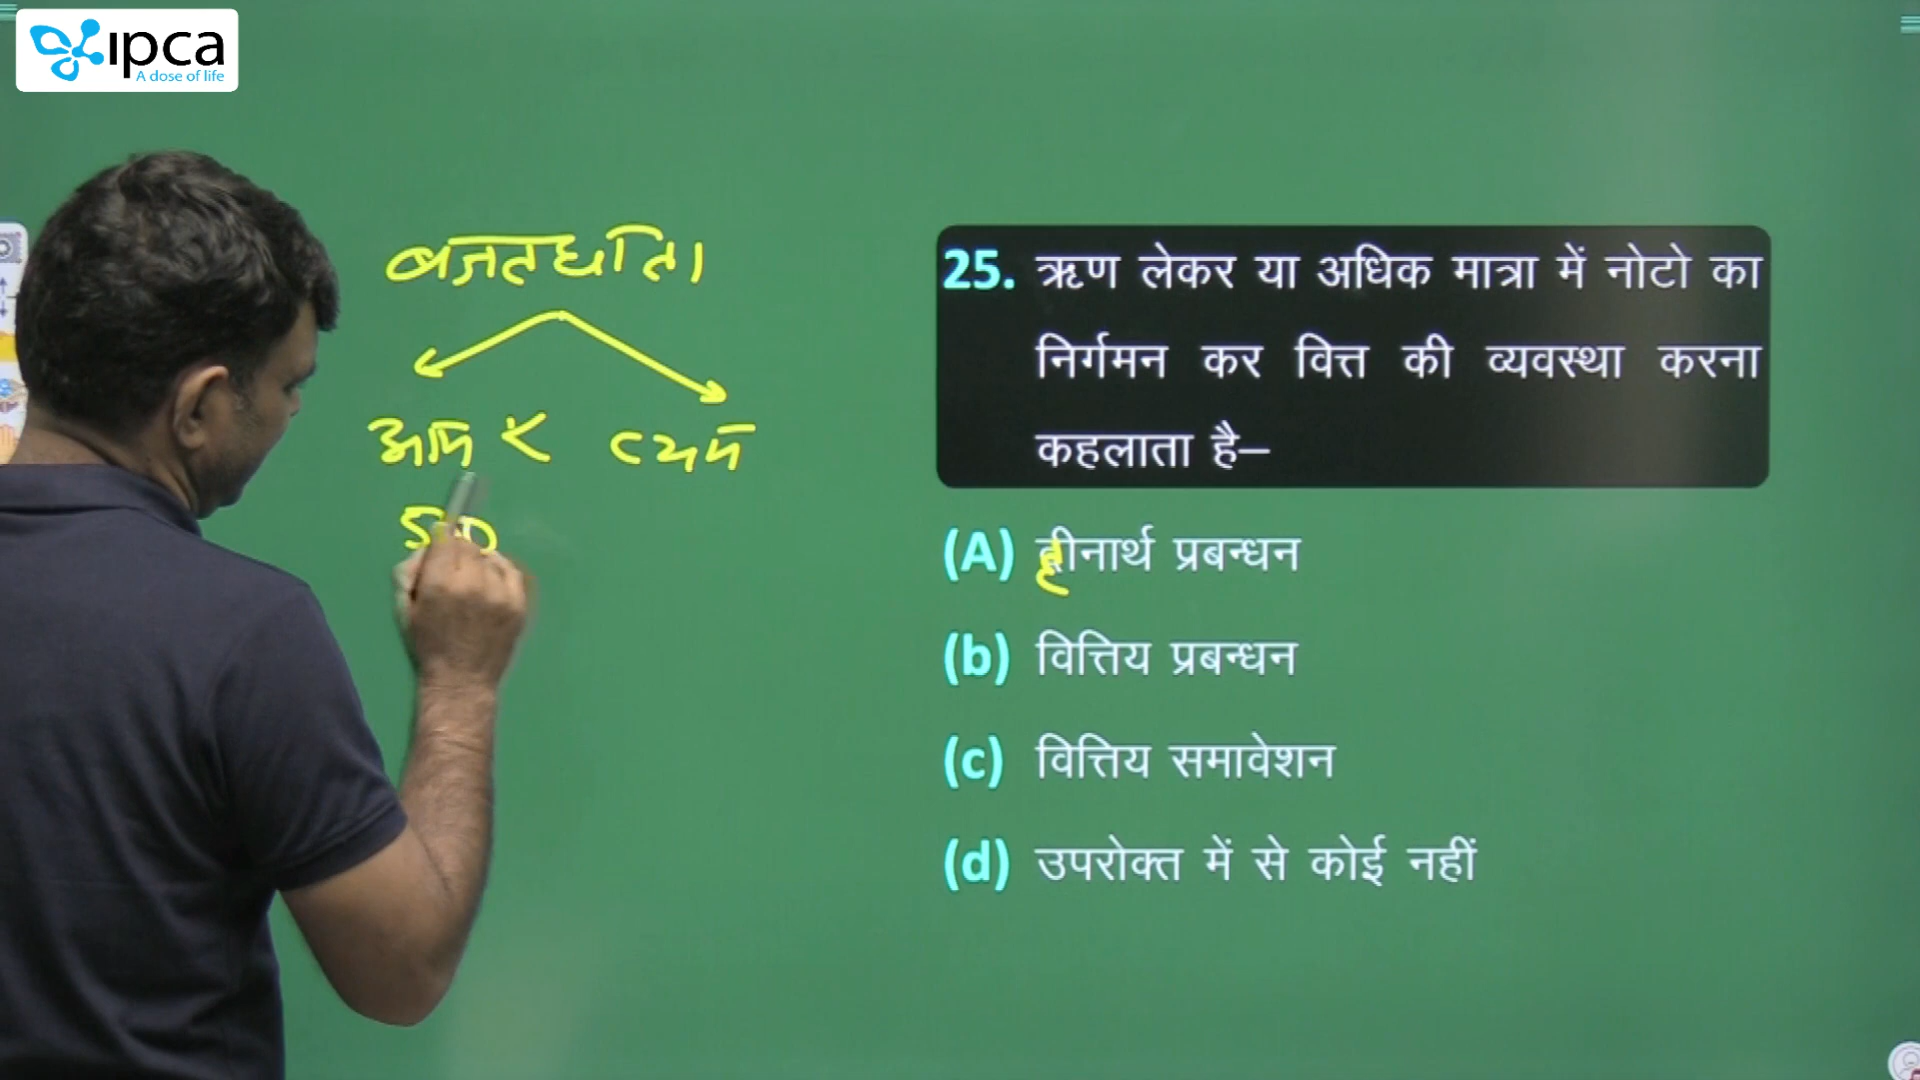 ipca
A dose of life
बजटघाटा
आय < व्यय
25. ऋण लेकर या अधिक मात्रा में नोटो का
निर्गमन कर वित्त की व्यवस्था करना
कहलाता है–
(A) हीनार्थ प्रबन्धन
(b) वित्तिय प्रबन्धन
(c) वित्तिय समावेशन
(d) उपरोक्त में से कोई नहीं